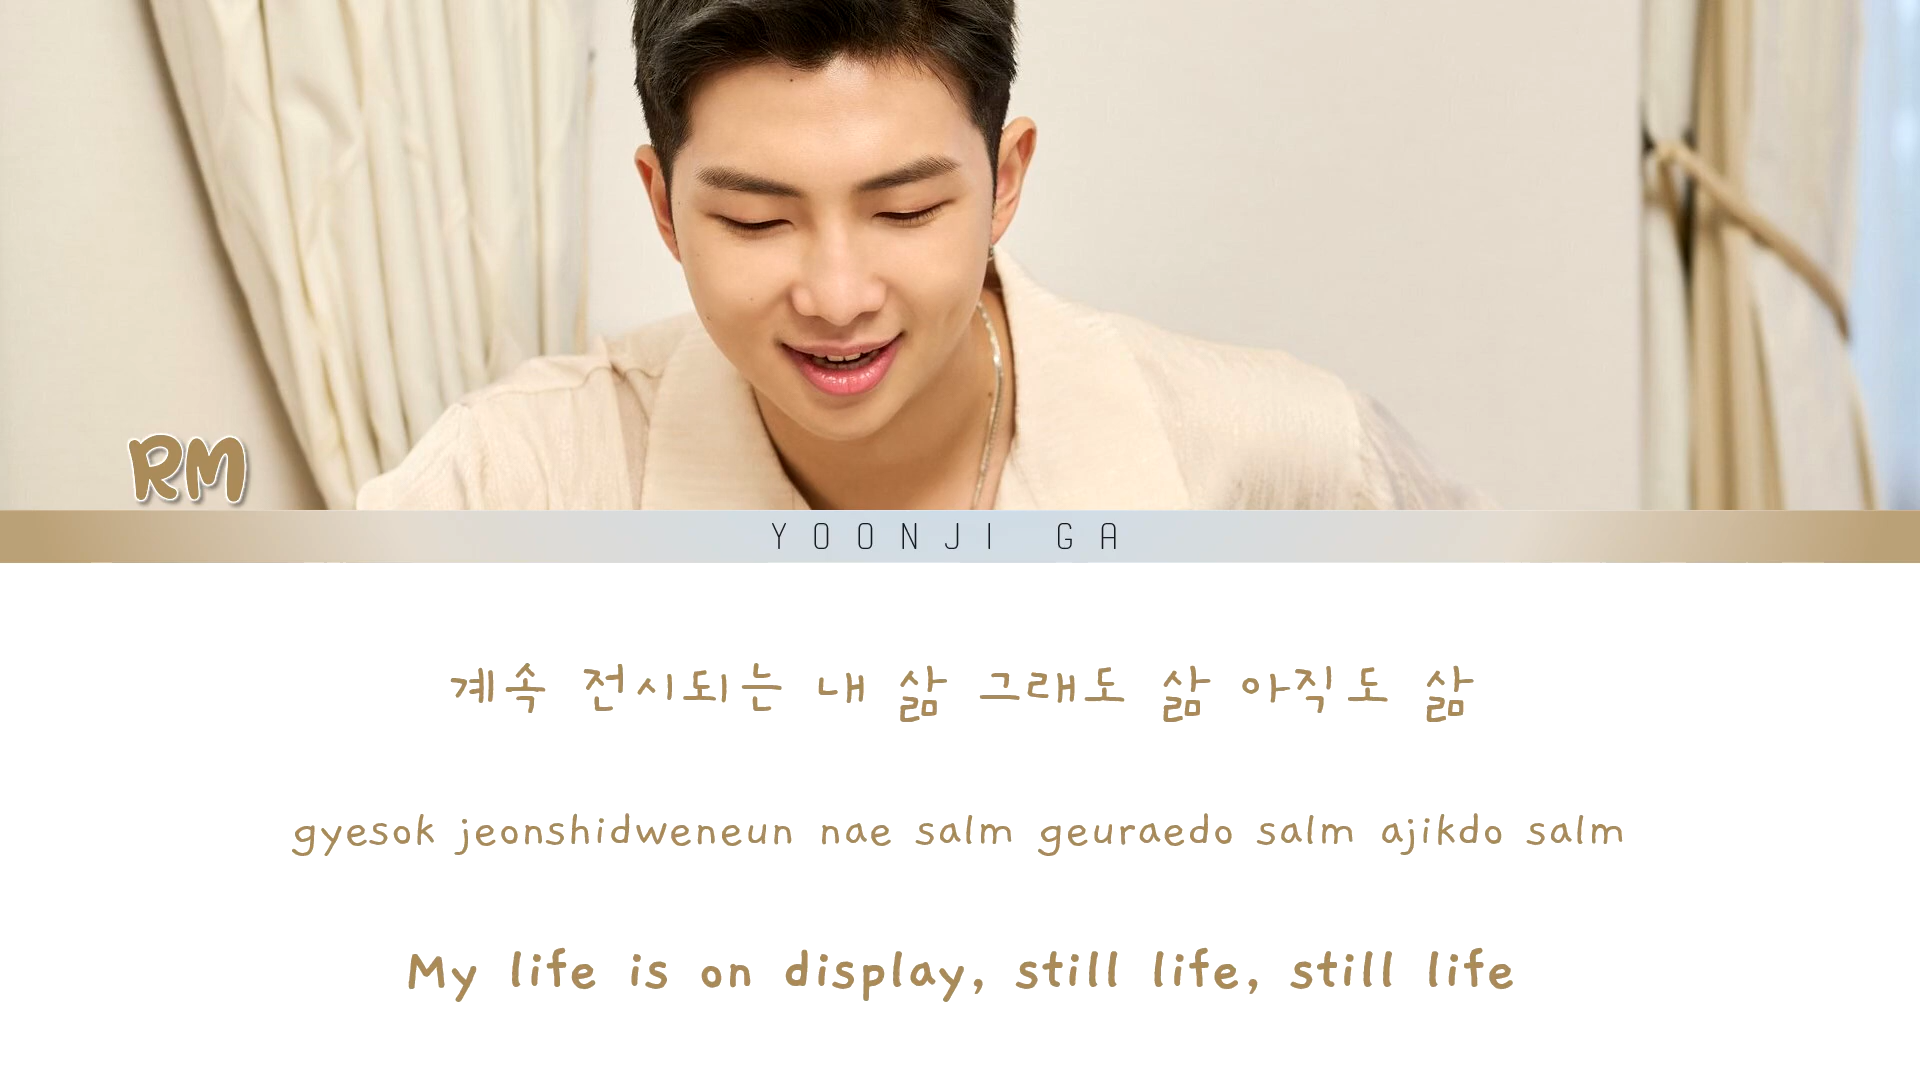 RM
YOONJI GA
계속 전시되는 내 삶 그래도 삶 아직도 삶
gyesok jeonshidweneun nae salm geuraedo salm ajikdo salm
My life is on display, still life, still life